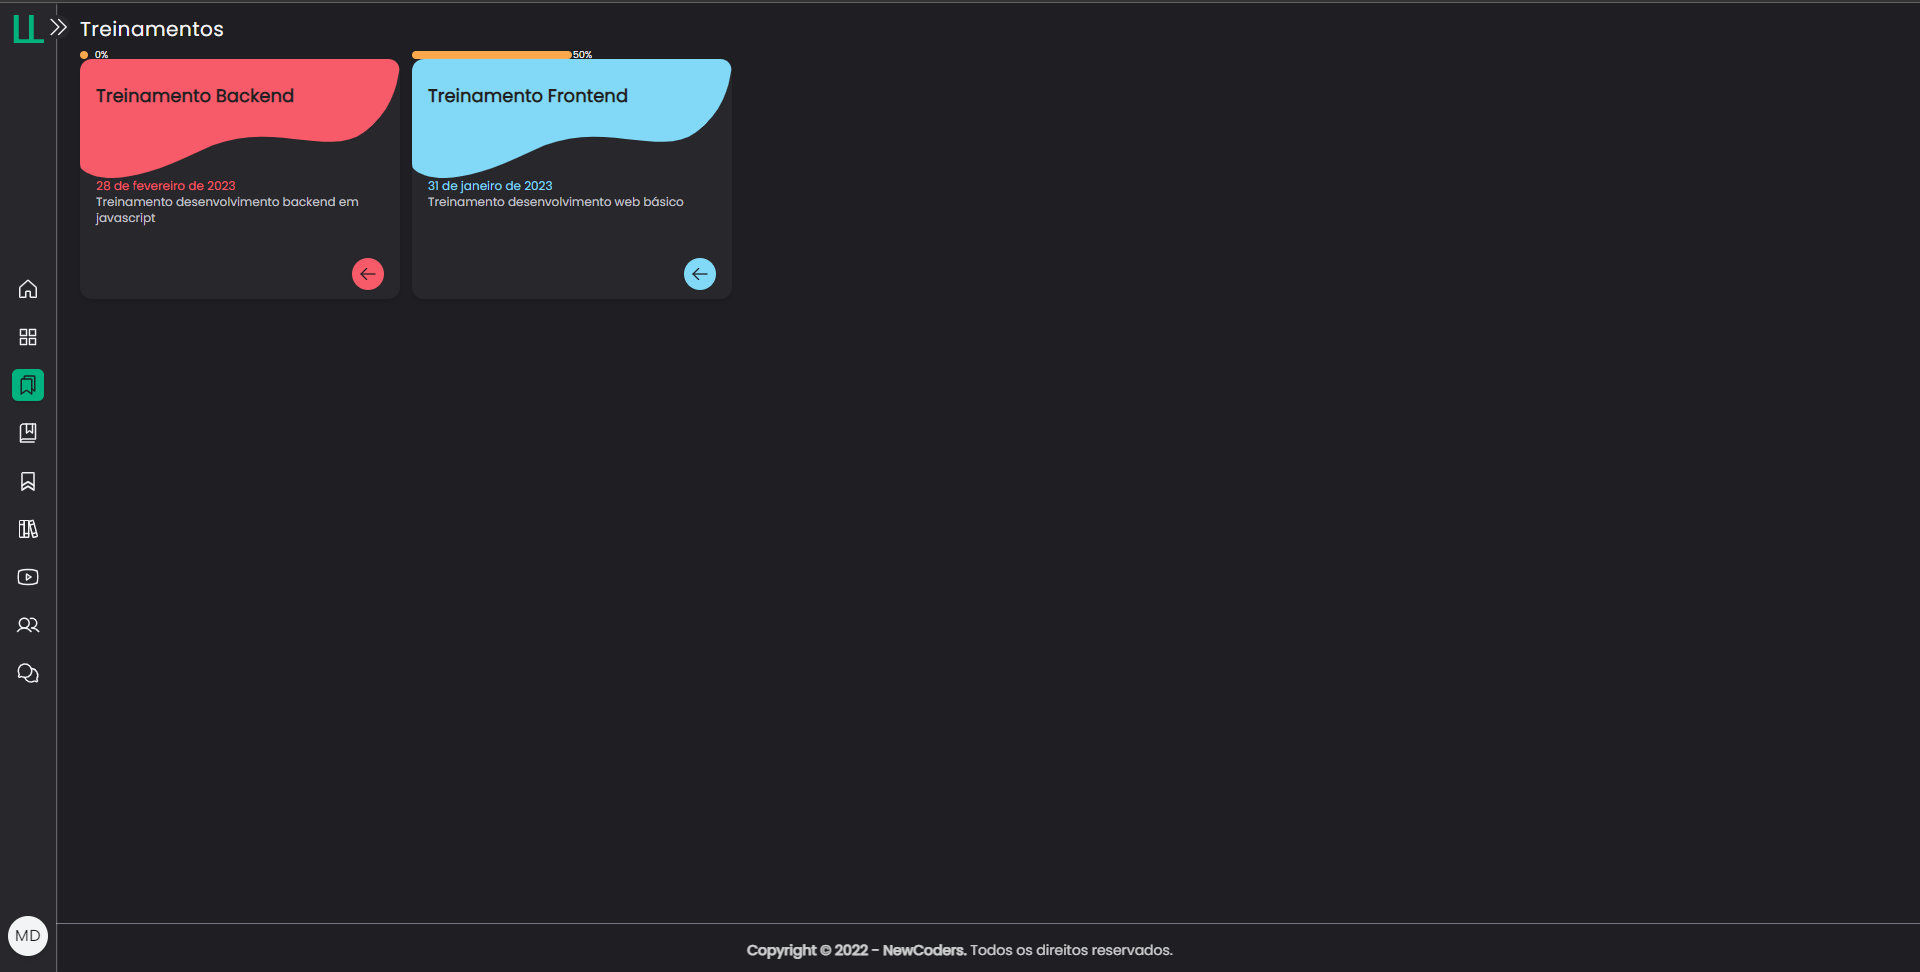 LL
Treinamentos
0%
Treinamento Backend
28 de fevereiro de 2023
Treinamento desenvolvimento backend em
javascript
50%
Treinamento Frontend
31 de janeiro de 2023
Treinamento desenvolvimento web básico
MD
Copyright © 2022 - NewCoders. Todos os direitos reservados.